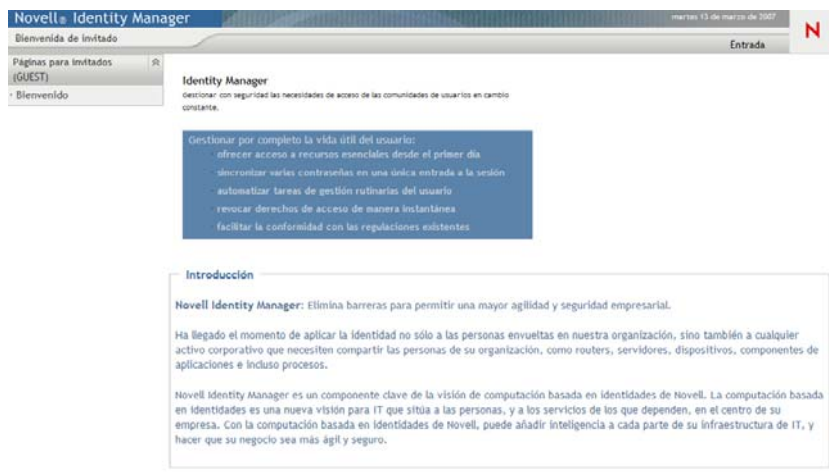 Novell® Identity Manager
martes 13 de marzo de 2007
Bienvenida de invitado
Entrada
N
Páginas para invitados
(GUEST)
Bienvenido
Identity Manager
Gestionar con seguridad las necesidades de acceso de las comunidades de usuarios en cambio
constante.
Gestionar por completo la vida útil del usuario:
ofrecer acceso a recursos esenciales desde el primer día
sincronizar varias contraseñas en una única entrada a la sesión
automatizar tareas de gestión rutinarias del usuario
revocar derechos de acceso de manera instantánea
facilitar la conformidad con las regulaciones existentes
Introducción
Novell Identity Manager: Elimina barreras para permitir una mayor agilidad y seguridad empresarial.
Ha llegado el momento de aplicar la identidad no sólo a las personas envueltas en nuestra organización, sino también a cualquier
activo corporativo que necesiten compartir las personas de su organización, como routers, servidores, dispositivos, componentes de
aplicaciones e incluso procesos.
Novell Identity Manager es un componente clave de la visión de computación basada en identidades de Novell. La computación basada
en identidades es una nueva visión para IT que sitúa a las personas, y a los servicios de los que dependen, en el centro de su
empresa. Con la computación basada en identidades de Novell, puede añadir inteligencia a cada parte de su infraestructura de IT, y
hacer que su negocio sea más ágil y seguro.